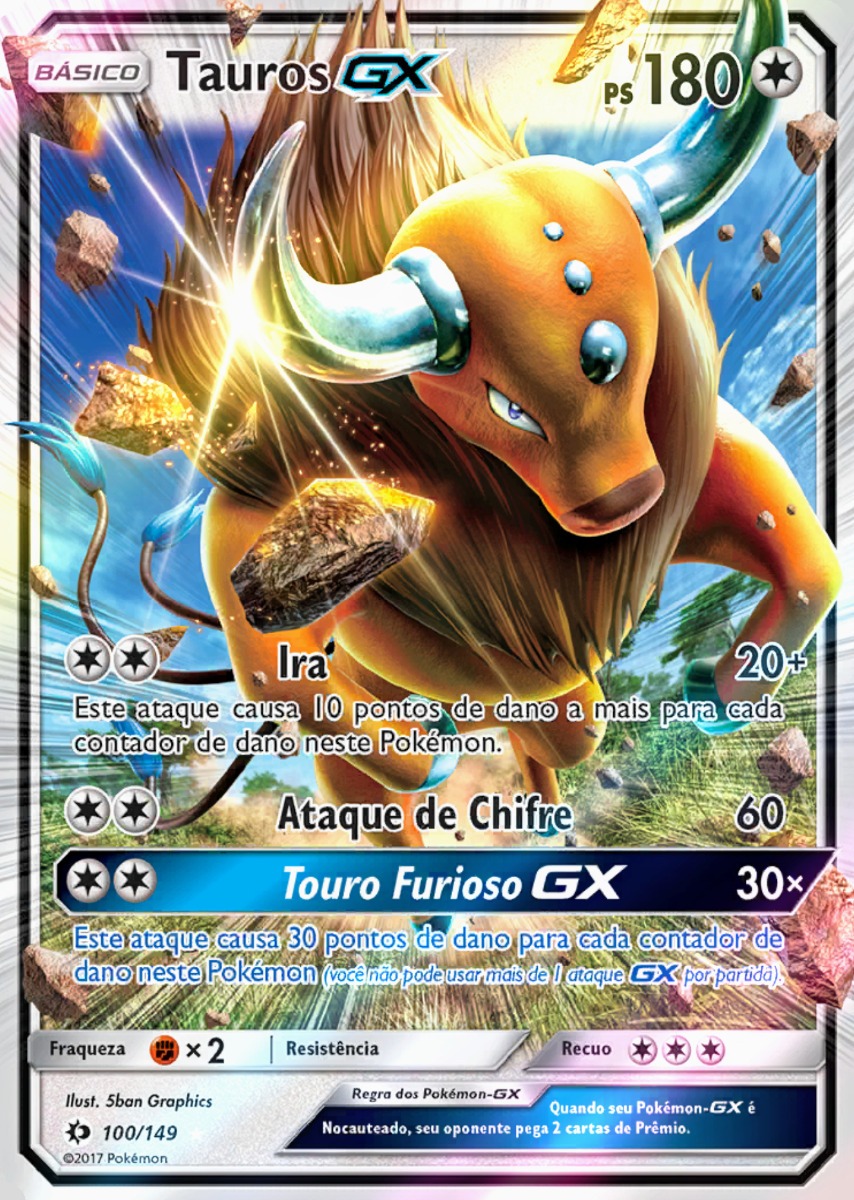 BÁSICO Tauros GX PS 180
Ira 20+
Este ataque causa 10 pontos de dano a mais para cada
contador de dano neste Pokémon.
Ataque de Chifre 60
Touro Furioso GX 30×
Este ataque causa 30 pontos de dano para cada contador de
dano neste Pokémon (você não pode usar mais de 1 ataque GX por partida).
Fraqueza ×2 Resistência Recuo
Ilust. 5ban Graphics
100/149
©2017 Pokémon
Regra dos Pokémon-GX
Quando seu Pokémon-GX é
Nocauteado, seu oponente pega 2 cartas de Prêmio.